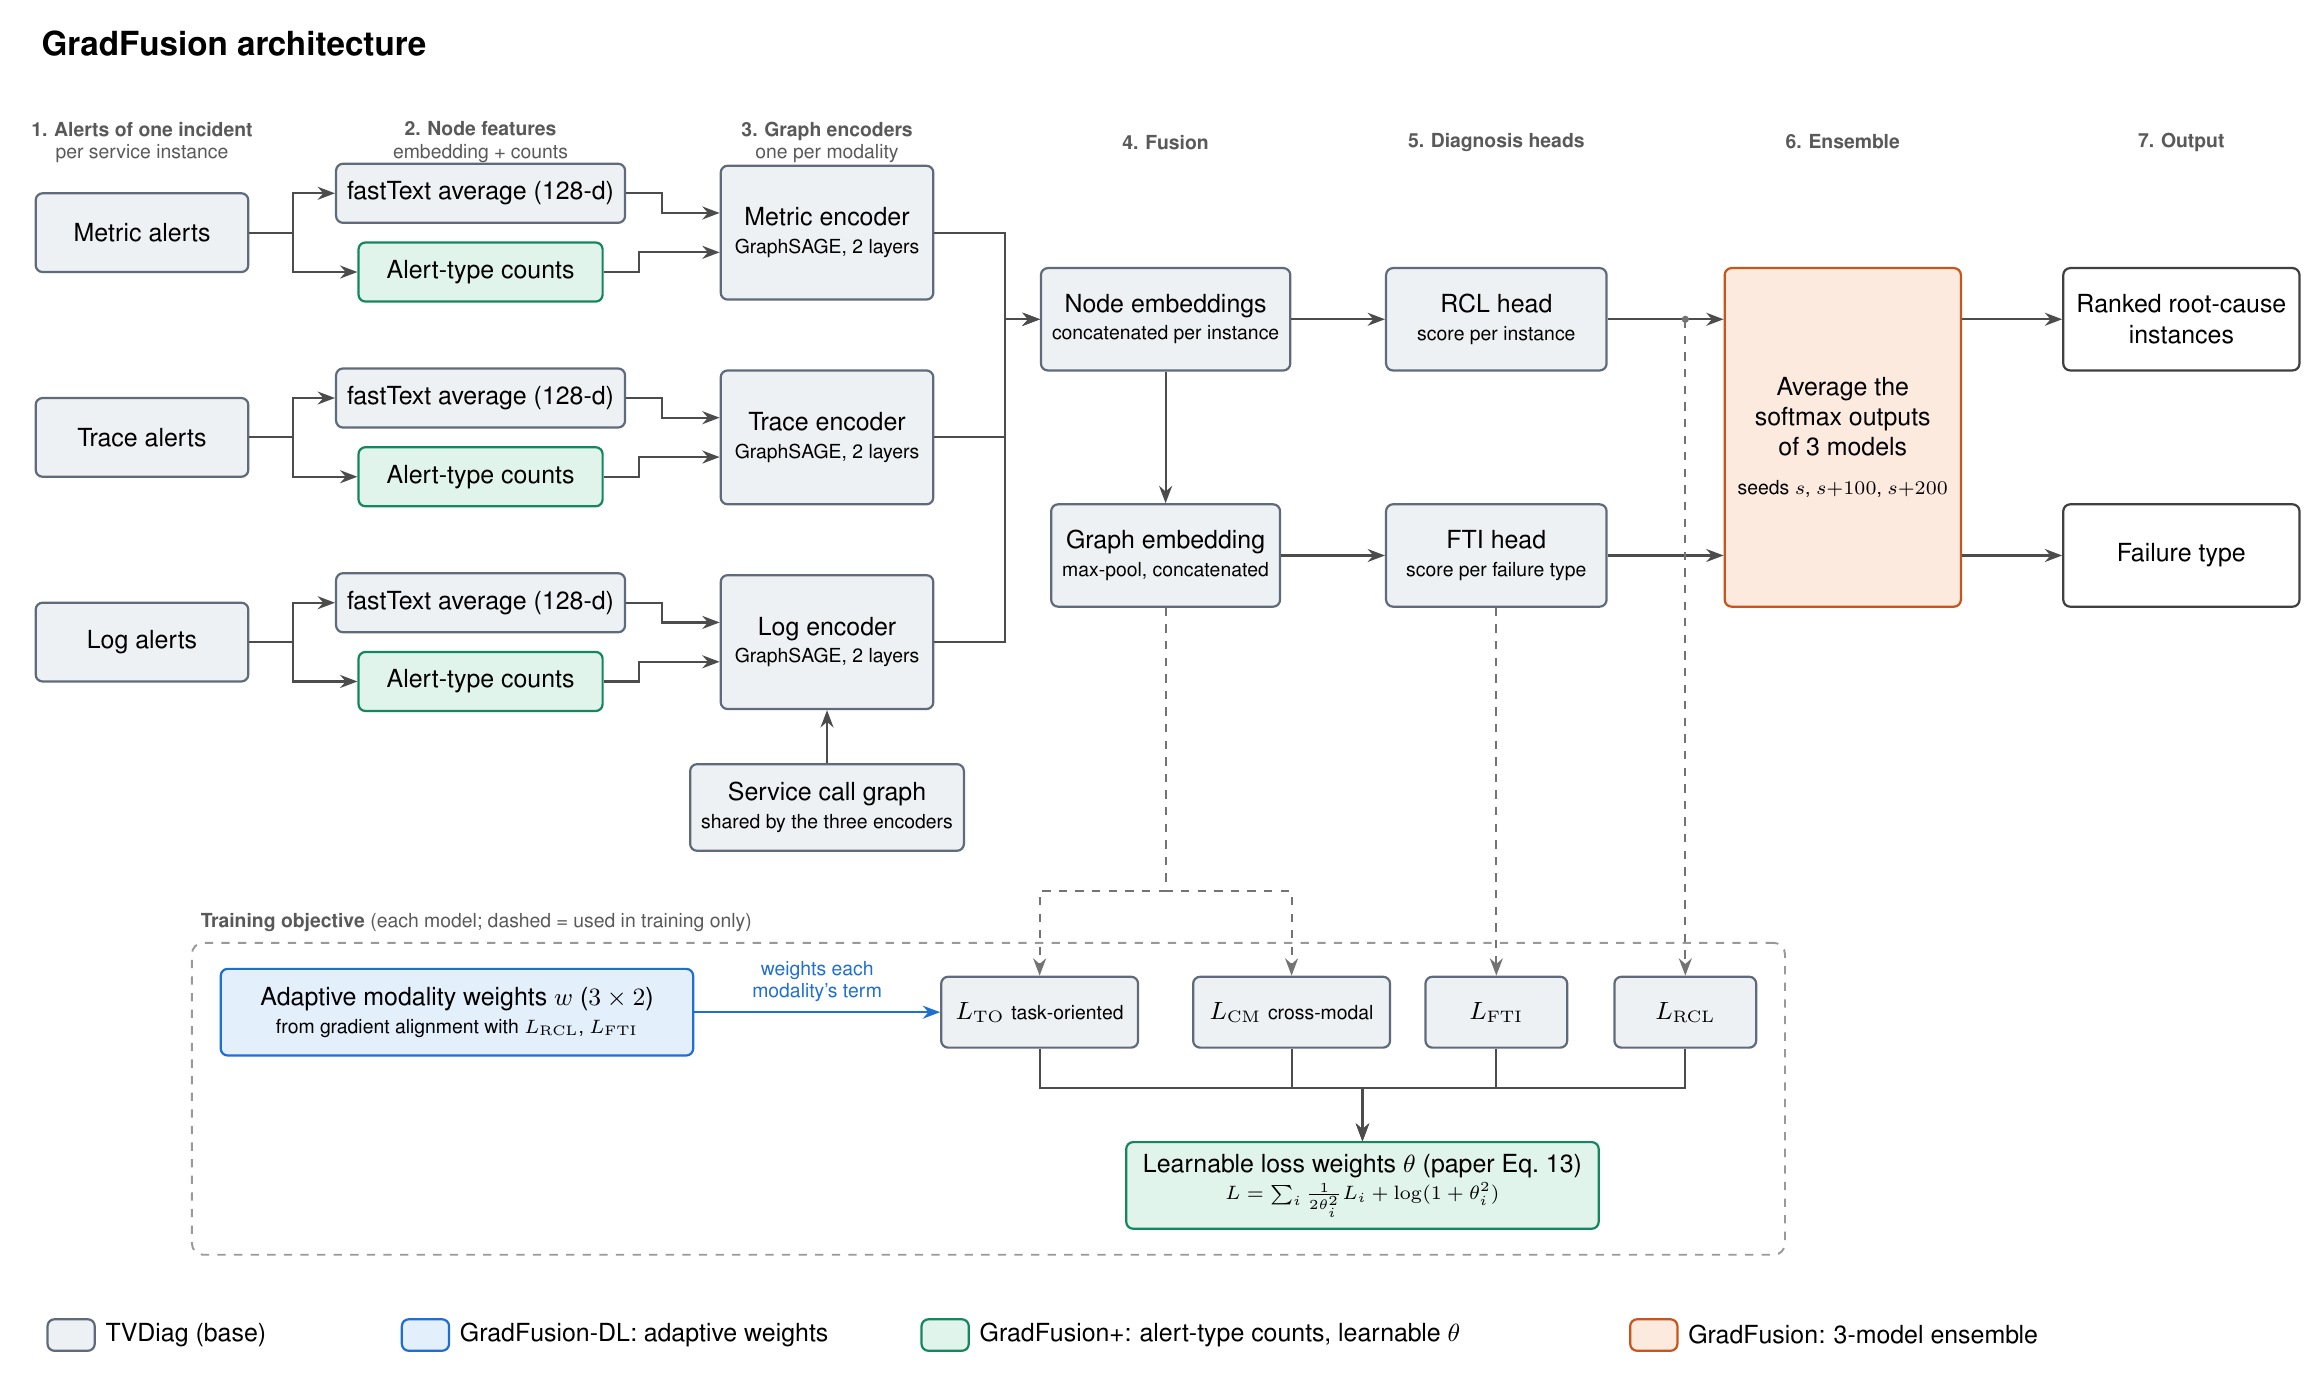 GradFusion architecture
1. Alerts of one incident
per service instance
2. Node features
embedding + counts
3. Graph encoders
one per modality
4. Fusion
5. Diagnosis heads
6. Ensemble
7. Output
Metric alerts
fastText average (128-d)
Alert-type counts
Metric encoder
GraphSAGE, 2 layers
Trace alerts
fastText average (128-d)
Alert-type counts
Trace encoder
GraphSAGE, 2 layers
Log alerts
fastText average (128-d)
Alert-type counts
Log encoder
GraphSAGE, 2 layers
Service call graph
shared by the three encoders
Node embeddings
concatenated per instance
Graph embedding
max-pool, concatenated
RCL head
score per instance
FTI head
score per failure type
Average the
softmax outputs
of 3 models
seeds s, s+100, s+200
Ranked root-cause
instances
Failure type
Training objective (each model; dashed = used in training only)
Adaptive modality weights w (3 × 2)
from gradient alignment with L_RCL, L_FTI
weights each
modality's term
L_TO task-oriented
L_CM cross-modal
L_FTI
L_RCL
Learnable loss weights θ (paper Eq. 13)
L = ∑_i 1/(2θ_i^2) L_i + log(1 + θ_i^2)
TVDiag (base)
GradFusion-DL: adaptive weights
GradFusion+: alert-type counts, learnable θ
GradFusion: 3-model ensemble